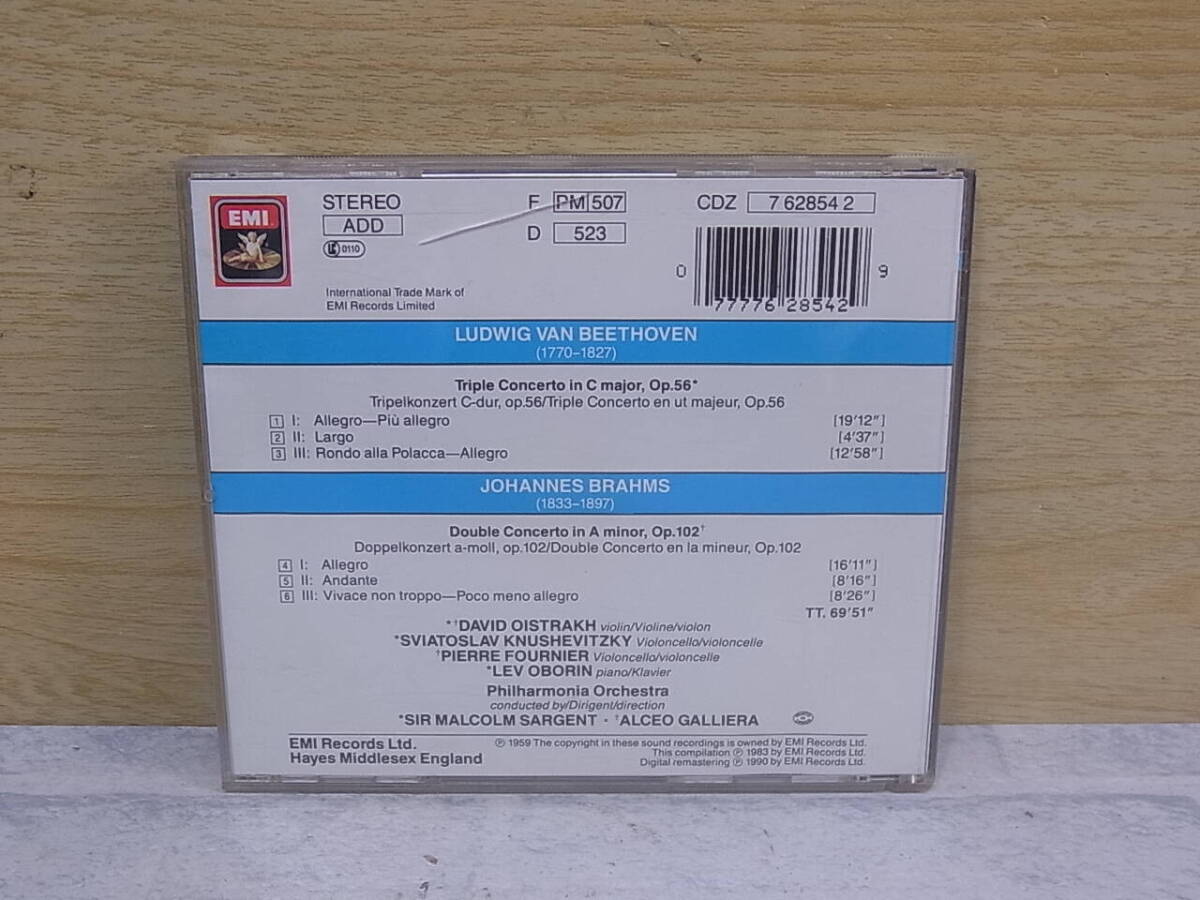 EMI
STEREO
ADD
LC 0110
F PM 507
D 523
CDZ 7 62854 2
International Trade Mark of
EMI Records Limited
0 77776 28542 9
LUDWIG VAN BEETHOVEN
(1770–1827)
Triple Concerto in C major, Op.56*
Tripelkonzert C-dur, op.56/Triple Concerto en ut majeur, Op.56
1 I: Allegro—Più allegro [19'12"]
2 II: Largo [4'37"]
3 III: Rondo alla Polacca—Allegro [12'58"]
JOHANNES BRAHMS
(1833–1897)
Double Concerto in A minor, Op.102†
Doppelkonzert a-moll, op.102/Double Concerto en la mineur, Op.102
4 I: Allegro [16'11"]
5 II: Andante [8'16"]
6 III: Vivace non troppo—Poco meno allegro [8'26"]
TT. 69'51"
*†DAVID OISTRAKH violin/Violine/violon
*SVIATOSLAV KNUSHEVITZKY Violoncello/violoncelle
†PIERRE FOURNIER Violoncello/violoncelle
*LEV OBORIN piano/Klavier
Philharmonia Orchestra
conducted by/Dirigent/direction
*SIR MALCOLM SARGENT · †ALCEO GALLIERA
EMI Records Ltd.
Hayes Middlesex England
℗ 1959 The copyright in these sound recordings is owned by EMI Records Ltd.
This compilation ℗ 1983 by EMI Records Ltd.
Digital remastering ℗ 1990 by EMI Records Ltd.